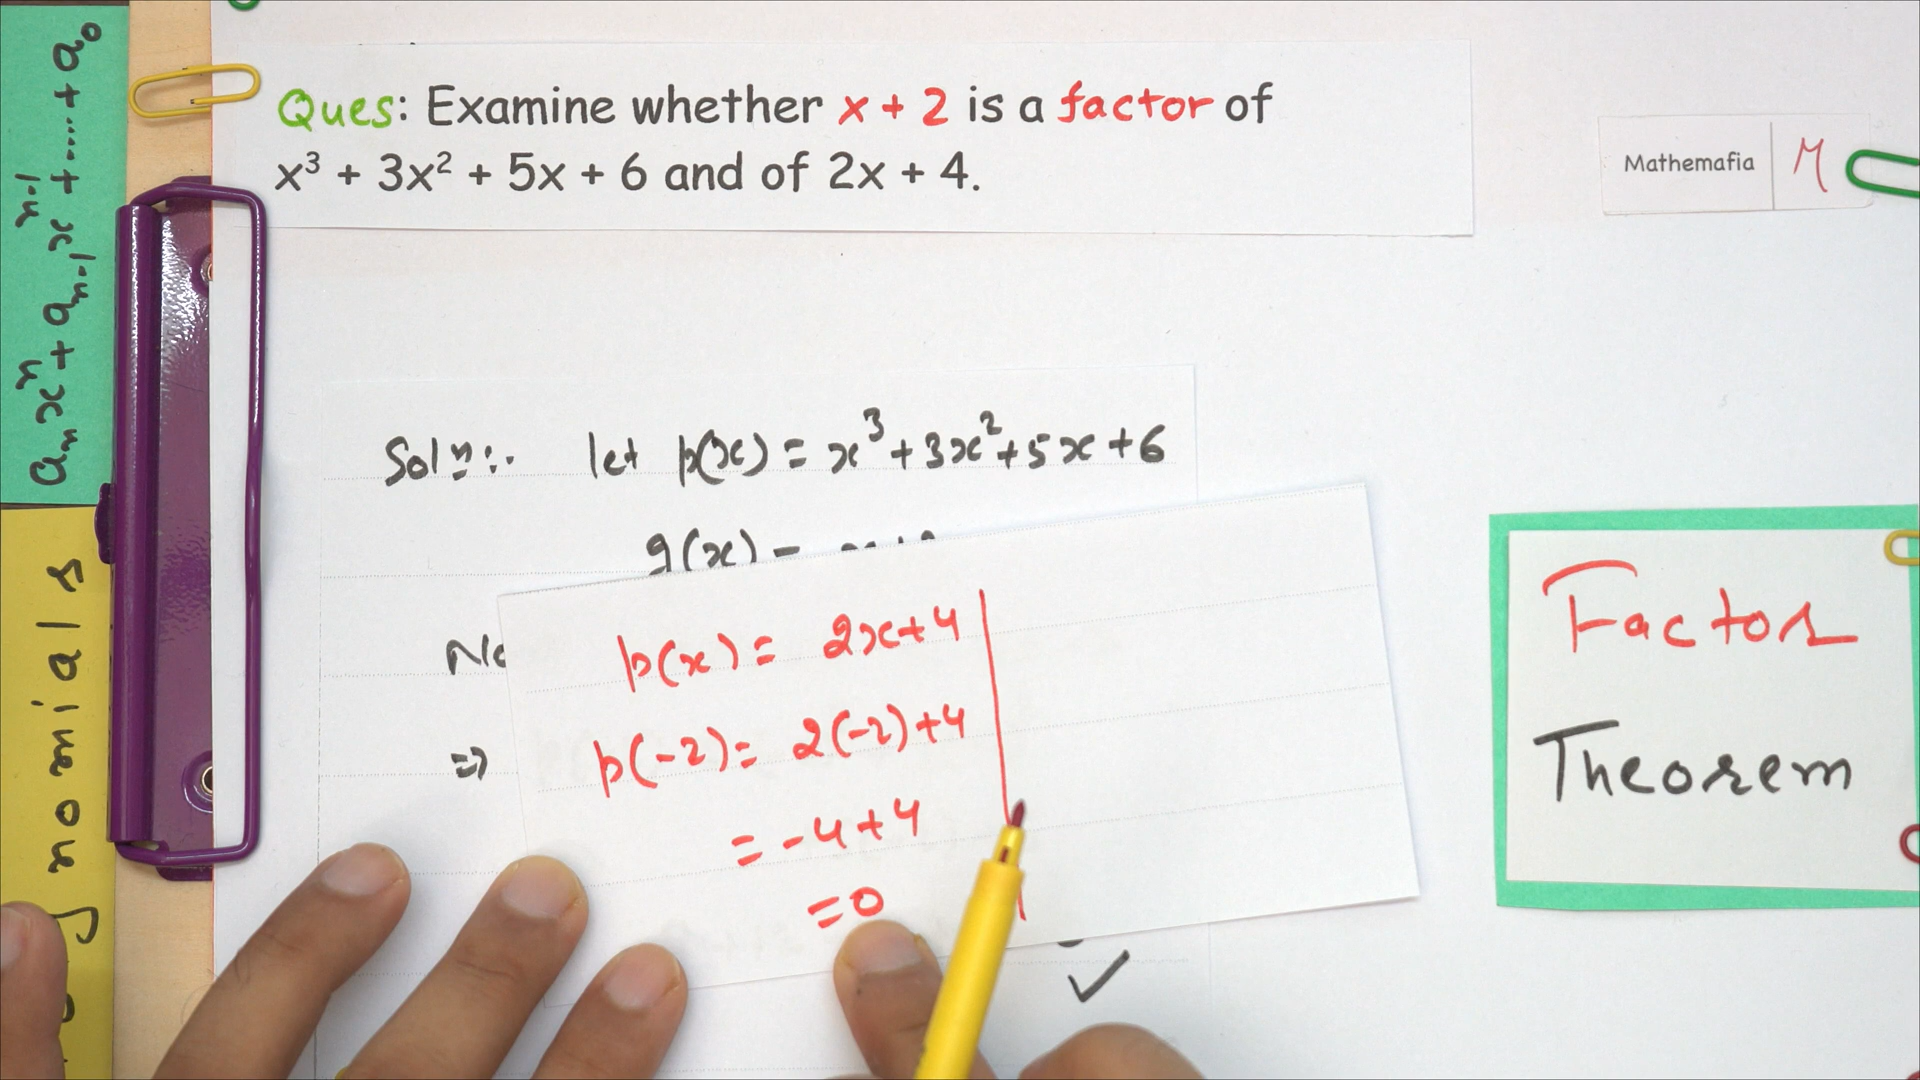 aₙxⁿ + aₙ₋₁xⁿ⁻¹ + .... + a₀
nomials
Ques: Examine whether x + 2 is a factor of
x³ + 3x² + 5x + 6 and of 2x + 4.
Mathemafia M
Solⁿ:. let p(x) = x³+3x²+5x+6
g(x) =
⇒
p(x) = 2x+4
p(-2) = 2(-2)+4
= -4+4
=0
Factor
Theorem